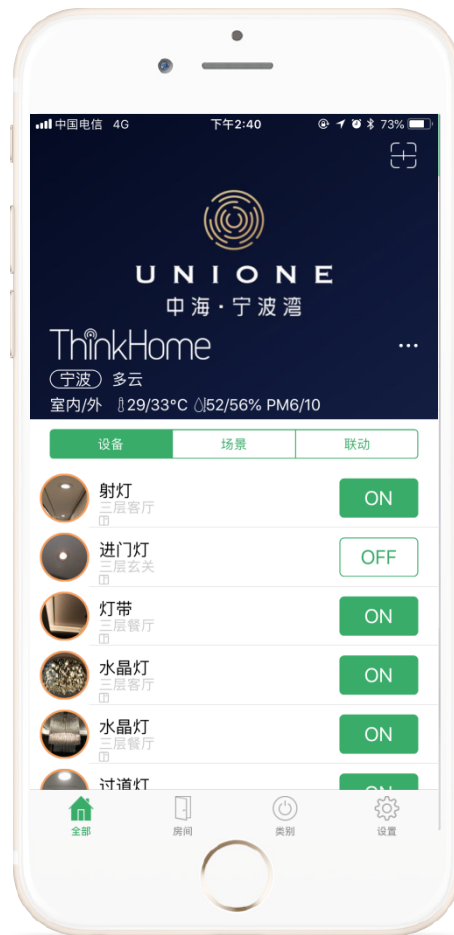 中国电信 4G 下午2:40 73%
UNIONE
中海·宁波湾
ThinkHome
宁波 多云
室内/外 29/33°C 52/56% PM6/10
设备 场景 联动
射灯 ON
三层客厅
进门灯 OFF
三层玄关
灯带 ON
三层餐厅
水晶灯 ON
三层客厅
水晶灯 ON
三层餐厅
过道灯 ON
全部 房间 类别 设置